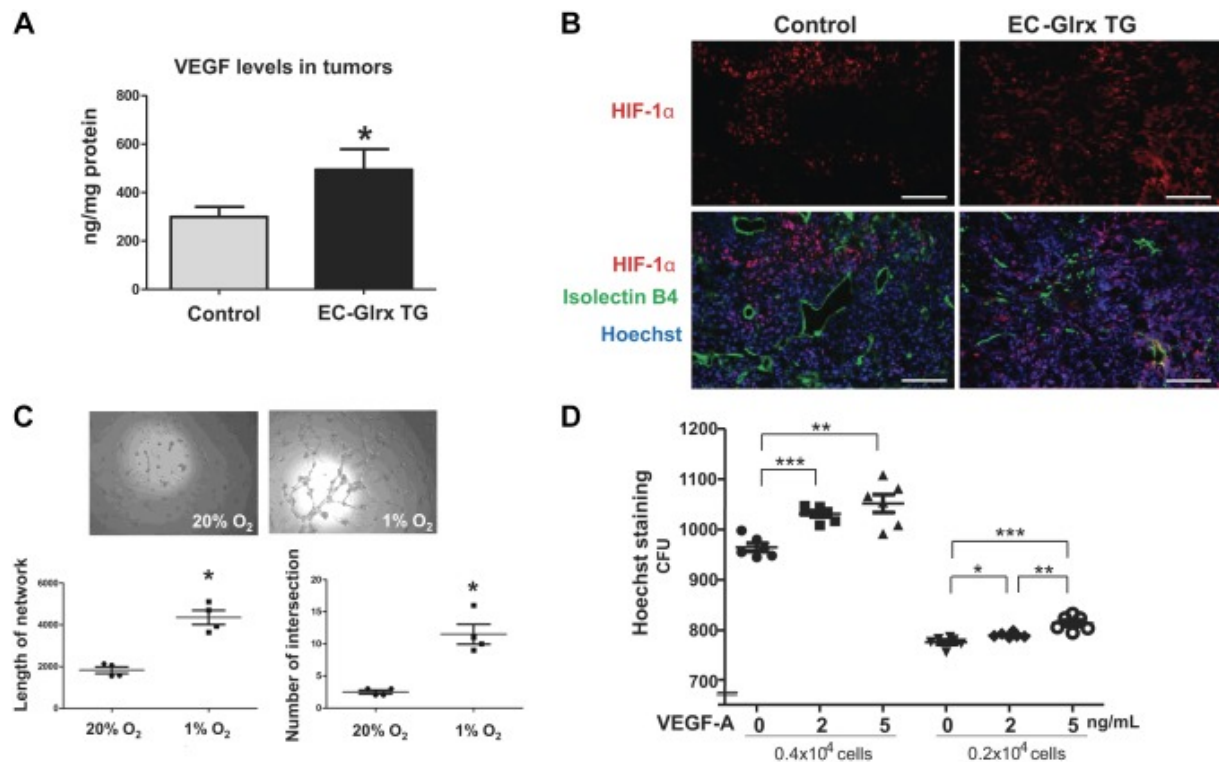 A
VEGF levels in tumors
ng/mg protein
800
600
400
200
0
*
Control
EC-Glrx TG
B
Control
EC-Glrx TG
HIF-1α
HIF-1α
Isolectin B4
Hoechst
C
20% O₂
1% O₂
Length of network
6000
4000
2000
0
*
20% O₂
1% O₂
Number of intersection
20
15
10
5
0
*
20% O₂
1% O₂
D
Hoechst staining
CFU
1200
1100
1000
900
800
700
**
***
***
*
**
VEGF-A
0
2
5
0
2
5
ng/mL
0.4x10⁴ cells
0.2x10⁴ cells